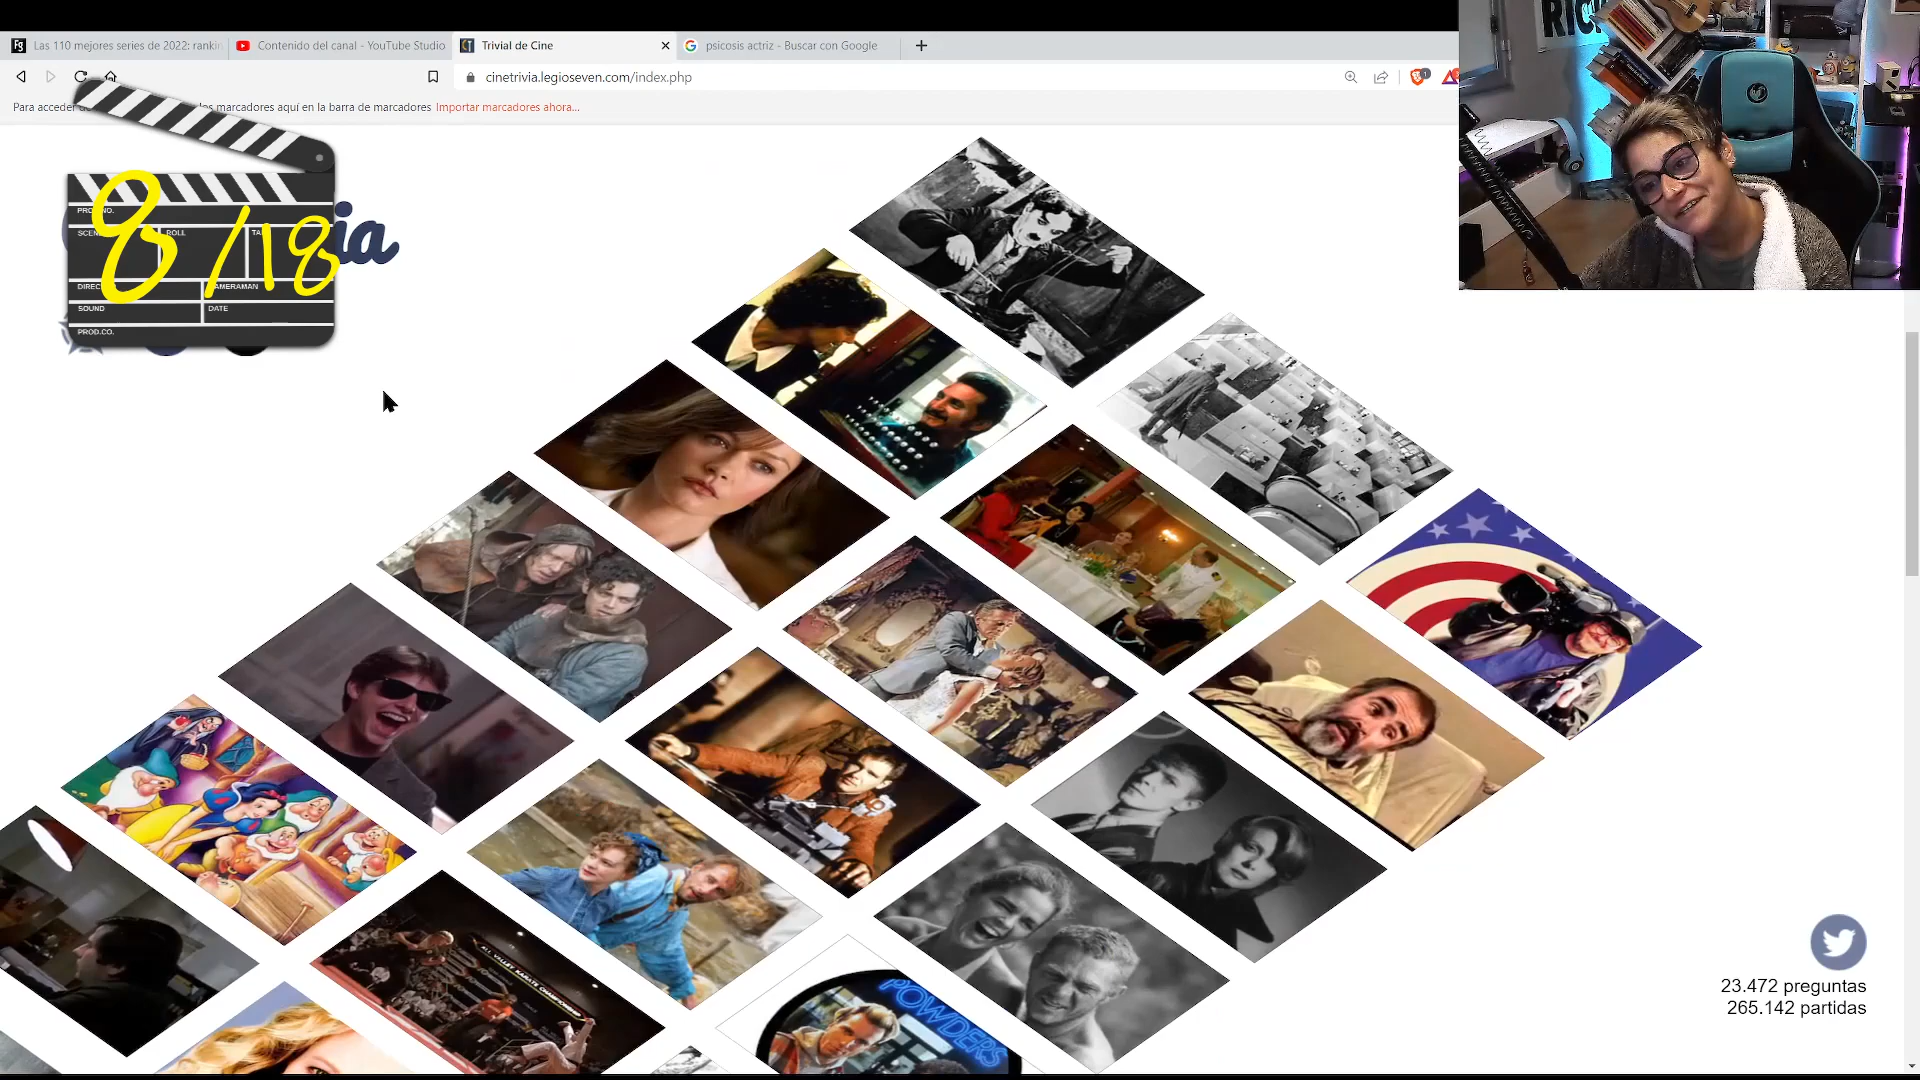 Las 110 mejores series de 2022: rankin
Contenido del canal - YouTube Studio
Trivial de Cine
psicosis actriz - Buscar con Google
cinetrivia.legioseven.com/index.php
Para acceder
los marcadores aquí en la barra de marcadores Importar marcadores ahora...
8/18
ia
ROLL
SOUND
DATE
PROD.CO.
ALL VALLEY KARATE CHAMPIONSHIP
POWDERS
23.472 preguntas
265.142 partidas